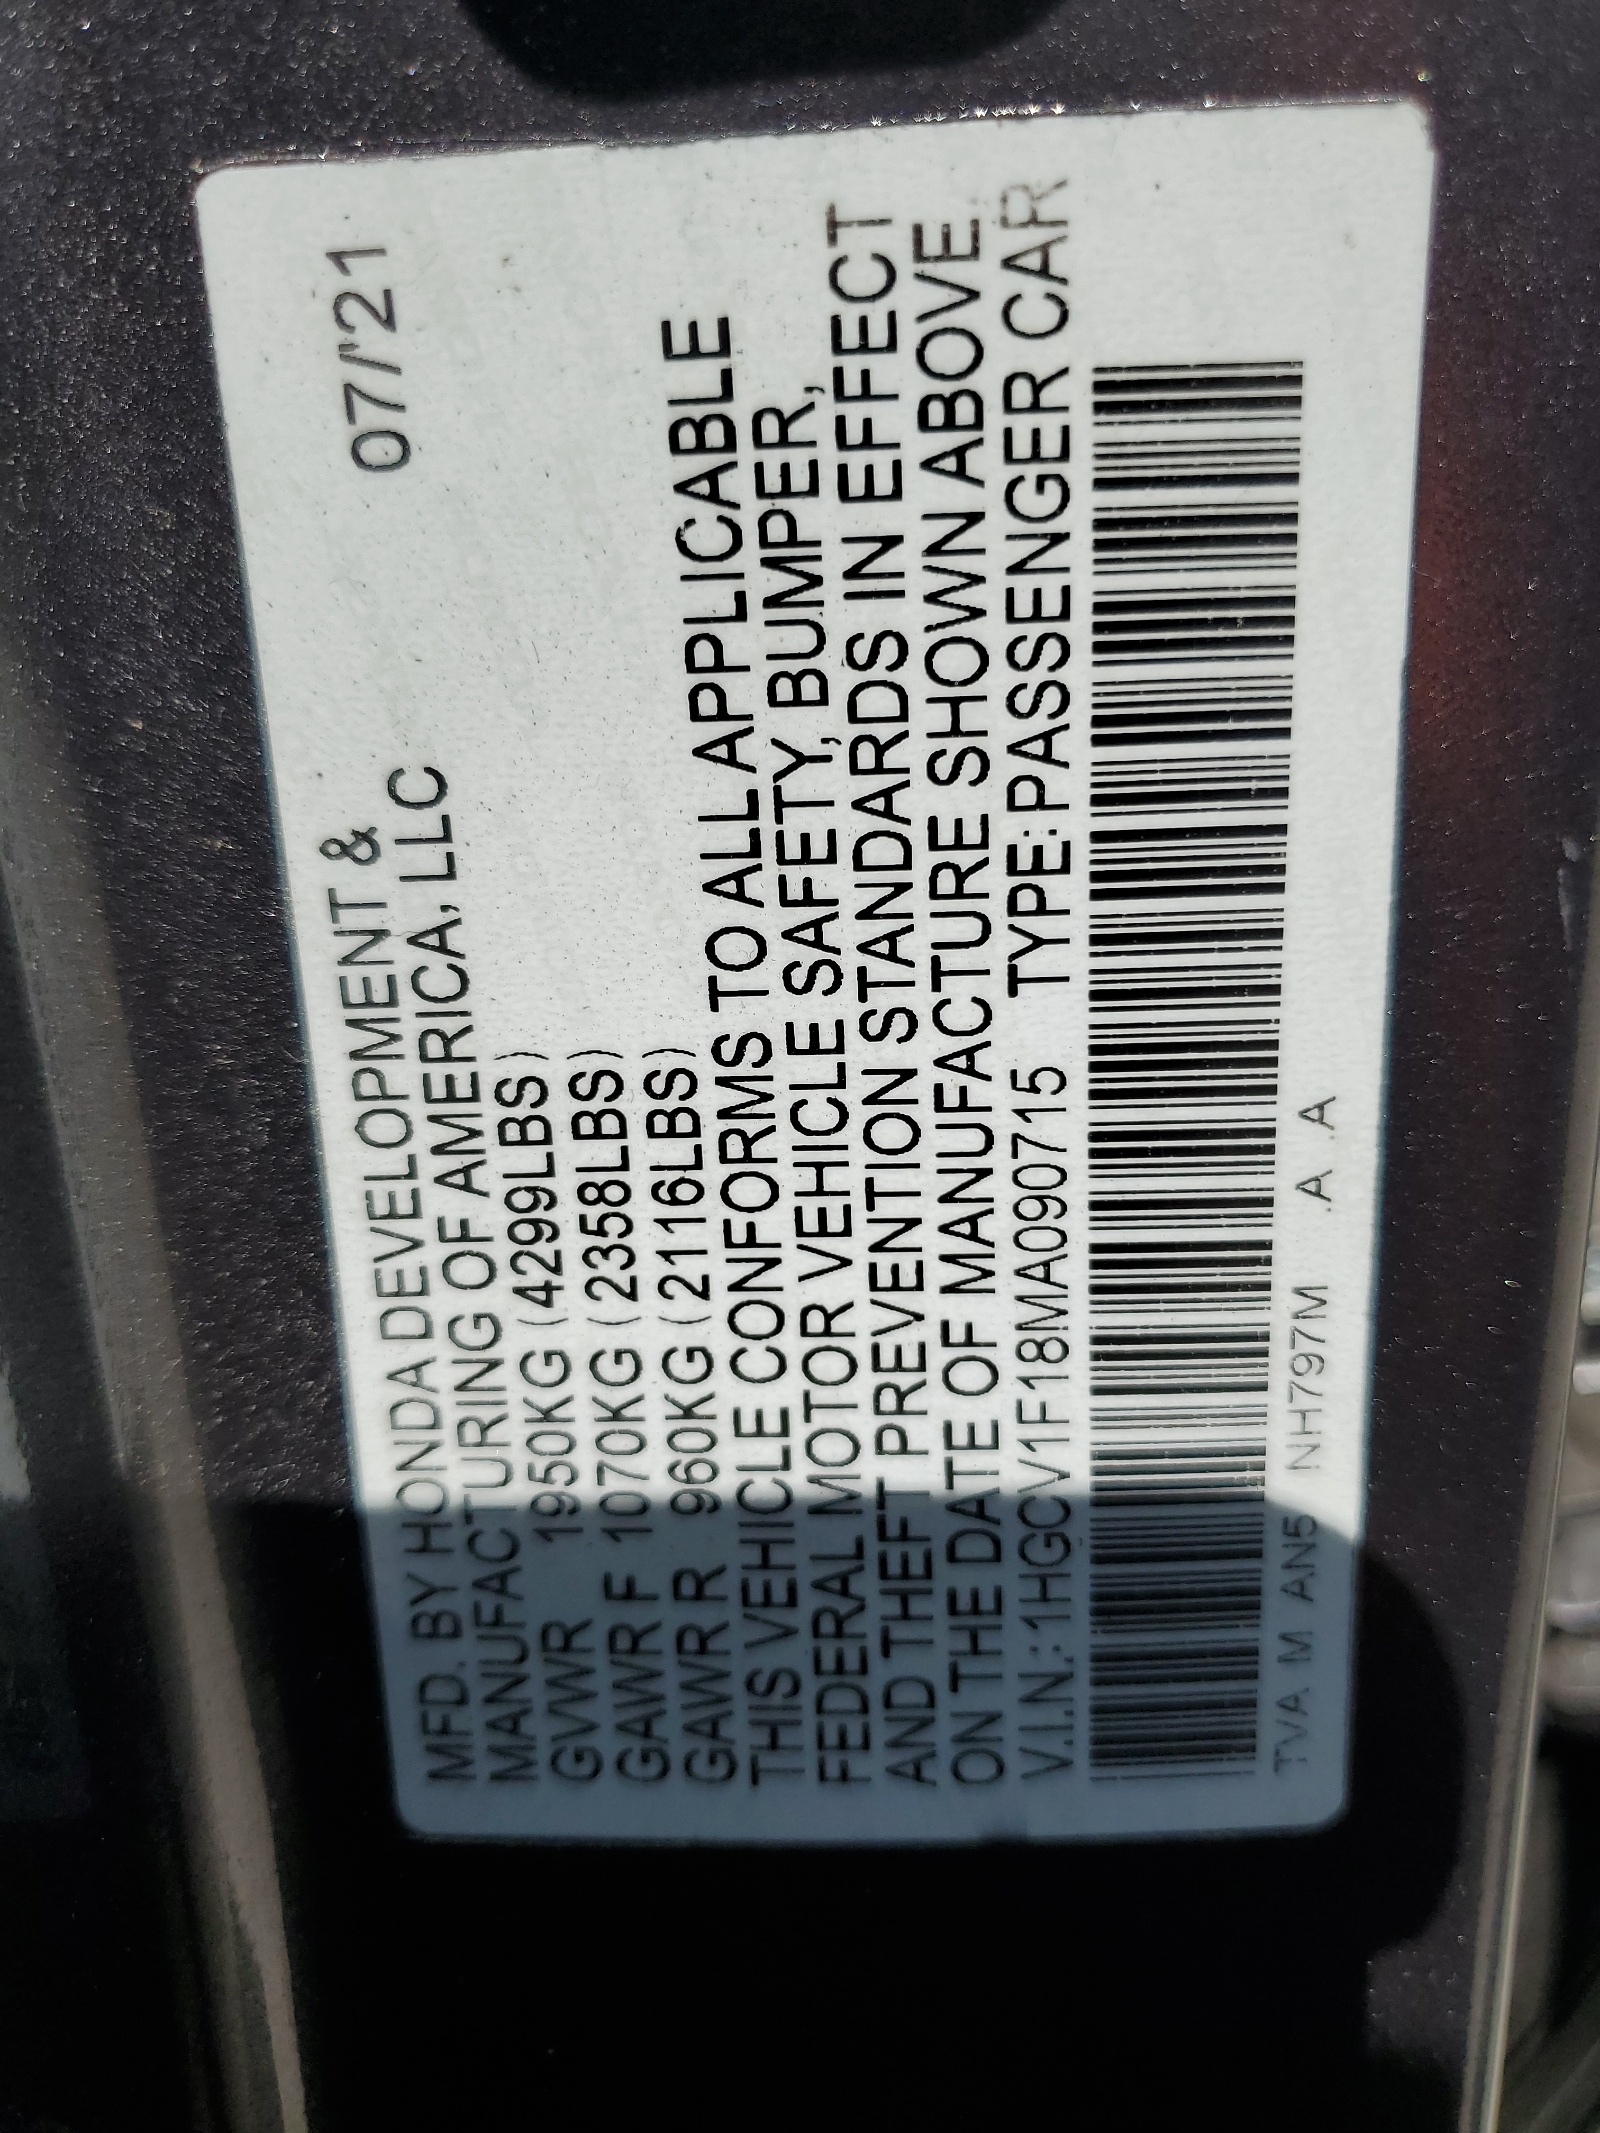 MFD. BY HONDA DEVELOPMENT & 07/'21
MANUFACTURING OF AMERICA, LLC
GVWR 1950KG (4299LBS)
GAWR F 1070KG (2358LBS)
GAWR R 960KG (2116LBS)
THIS VEHICLE CONFORMS TO ALL APPLICABLE
FEDERAL MOTOR VEHICLE SAFETY, BUMPER,
AND THEFT PREVENTION STANDARDS IN EFFECT
ON THE DATE OF MANUFACTURE SHOWN ABOVE
V.I.N.:1HGCV1F18MA090715 TYPE:PASSENGER CAR
TVA M AN5 NH797M .A .A